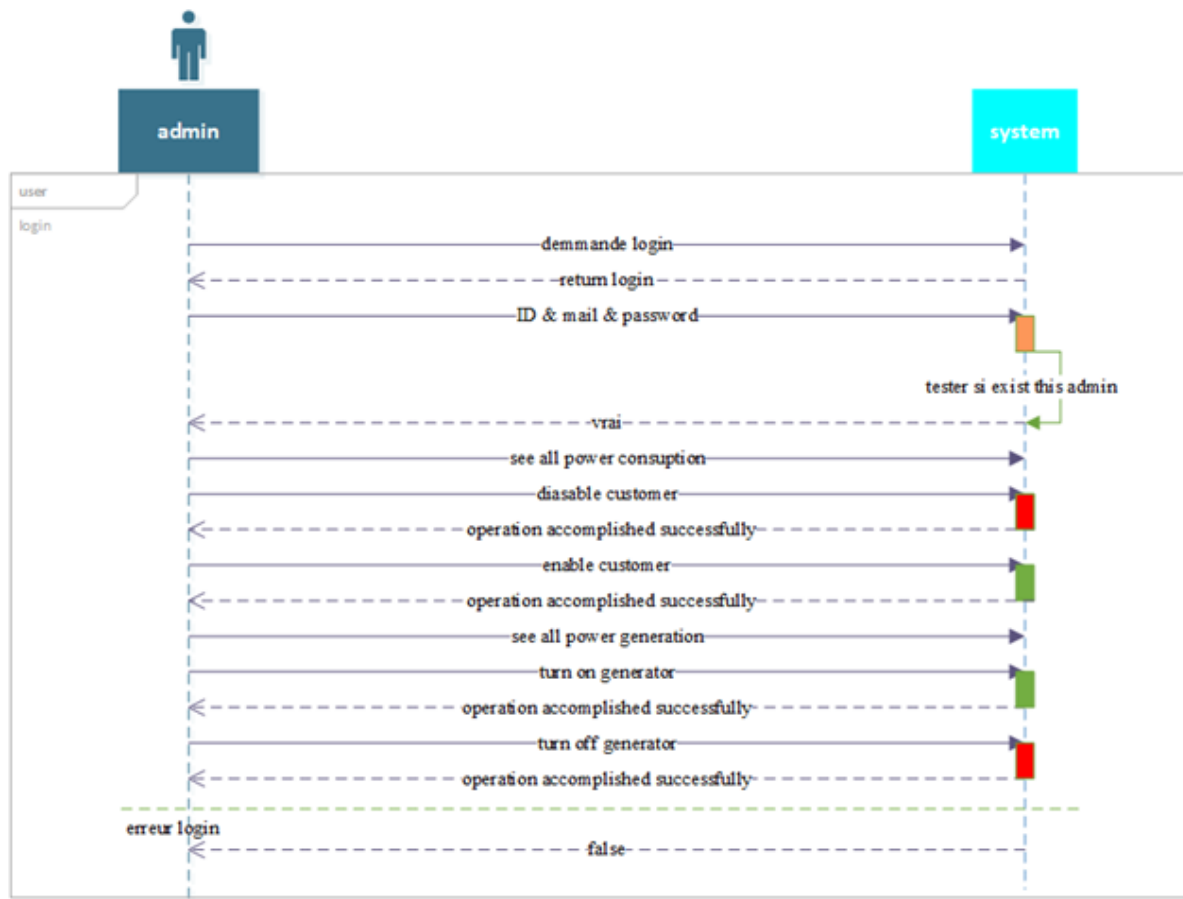 admin
system
user
login
demmande login
return login
ID & mail & password
tester si exist this admin
vrai
see all power consuption
diasable customer
operation accomplished successfully
enable customer
operation accomplished successfully
see all power generation
turn on generator
operation accomplished successfully
turn off generator
operation accomplished successfully
erreur login
false